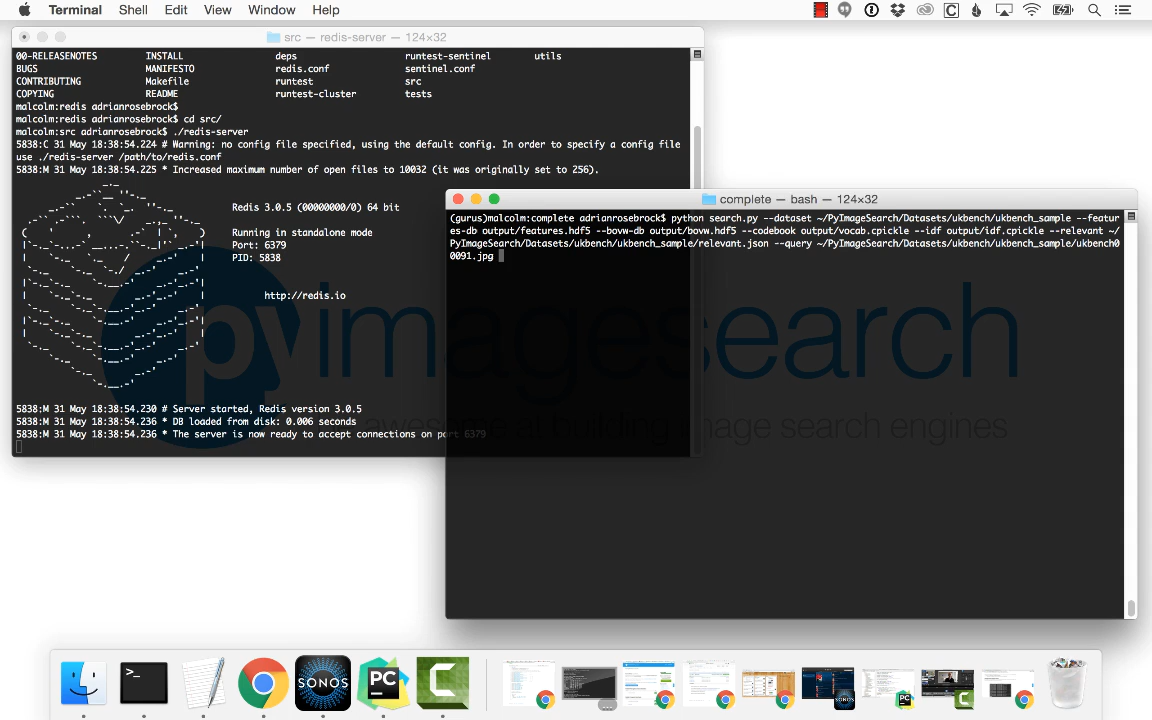 Terminal Shell Edit View Window Help
src — redis-server — 124×32
00-RELEASENOTES INSTALL deps runtest-sentinel utils
BUGS MANIFESTO redis.conf sentinel.conf
CONTRIBUTING Makefile runtest src
COPYING README runtest-cluster tests
malcolm:redis adrianrosebrock$
malcolm:redis adrianrosebrock$ cd src/
malcolm:src adrianrosebrock$ ./redis-server
5838:C 31 May 18:38:54.224 # Warning: no config file specified, using the default config. In order to specify a config file
use ./redis-server /path/to/redis.conf
5838:M 31 May 18:38:54.225 * Increased maximum number of open files to 10032 (it was originally set to 256).
Redis 3.0.5 (00000000/0) 64 bit
Running in standalone mode
Port: 6379
PID: 5838
http://redis.io
5838:M 31 May 18:38:54.230 # Server started, Redis version 3.0.5
5838:M 31 May 18:38:54.236 * DB loaded from disk: 0.006 seconds
5838:M 31 May 18:38:54.236 * The server is now ready to accept connections on port 6379
complete — bash — 124×32
(gurus)malcolm:complete adrianrosebrock$ python search.py --dataset ~/PyImageSearch/Datasets/ukbench/ukbench_sample --featur
es-db output/features.hdf5 --bovw-db output/bovw.hdf5 --codebook output/vocab.cpickle --idf output/idf.cpickle --relevant ~/
PyImageSearch/Datasets/ukbench/ukbench_sample/relevant.json --query ~/PyImageSearch/Datasets/ukbench/ukbench_sample/ukbench0
0091.jpg
pyimagesearch
awesome at building image search engines
SONOS
PC